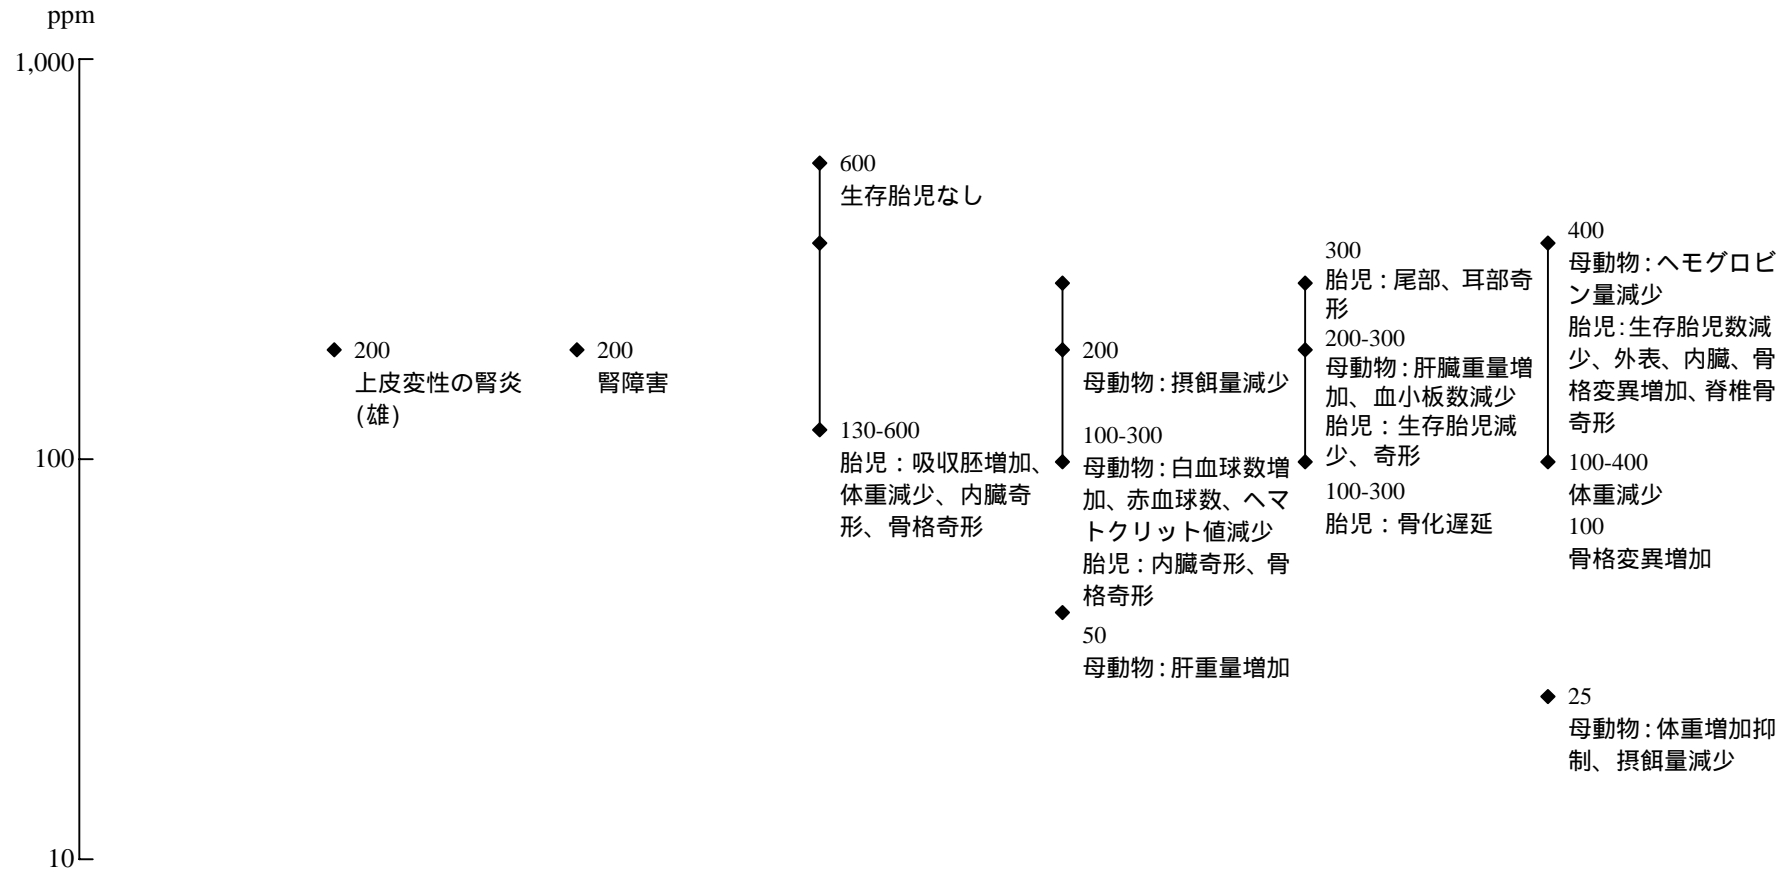 ppm
1,000
100
10
200
上皮変性の腎炎
(雄)
200
腎障害
600
生存胎児なし
130-600
胎児：吸収胚増加、
体重減少、内臓奇
形、骨格奇形
200
母動物：摂餌量減少
100-300
母動物：白血球数増
加、赤血球数、ヘマ
トクリット値減少
胎児：内臓奇形、骨
格奇形
50
母動物：肝重量増加
300
胎児：尾部、耳部奇
形
200-300
母動物：肝臓重量増
加、血小板数減少
胎児：生存胎児減
少、奇形
100-300
胎児：骨化遅延
400
母動物：ヘモグロビ
ン量減少
胎児：生存胎児数減
少、外表、内臓、骨
格変異増加、脊椎骨
奇形
100-400
体重減少
100
骨格変異増加
25
母動物：体重増加抑
制、摂餌量減少